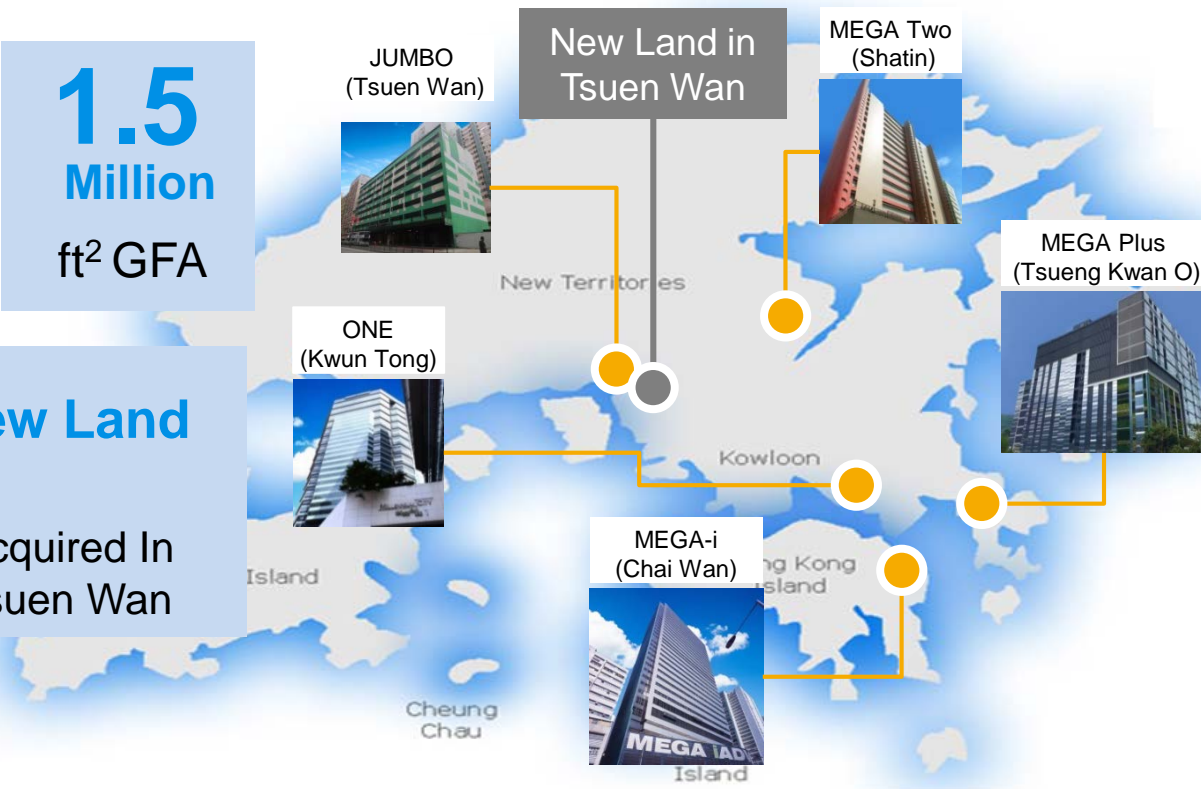 1.5
Million
ft² GFA
ew Land
cquired In
suen Wan
JUMBO
(Tsuen Wan)
New Land in
Tsuen Wan
MEGA Two
(Shatin)
MEGA Plus
(Tsueng Kwan O)
ONE
(Kwun Tong)
MEGA-i
(Chai Wan)
New Territories
Kowloon
ng Kong
sland
Island
Cheung
Chau
MEGA iAD
Island